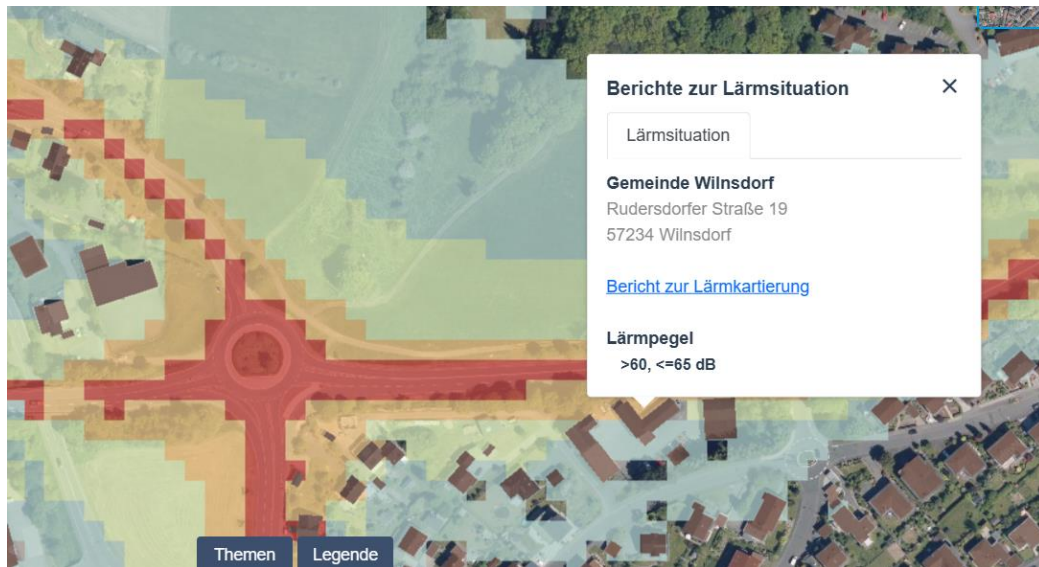 Berichte zur Lärmsituation
Lärmsituation
Gemeinde Wilnsdorf
Rudersdorfer Straße 19
57234 Wilnsdorf
Bericht zur Lärmkartierung
Lärmpegel
>60, <=65 dB
Themen
Legende